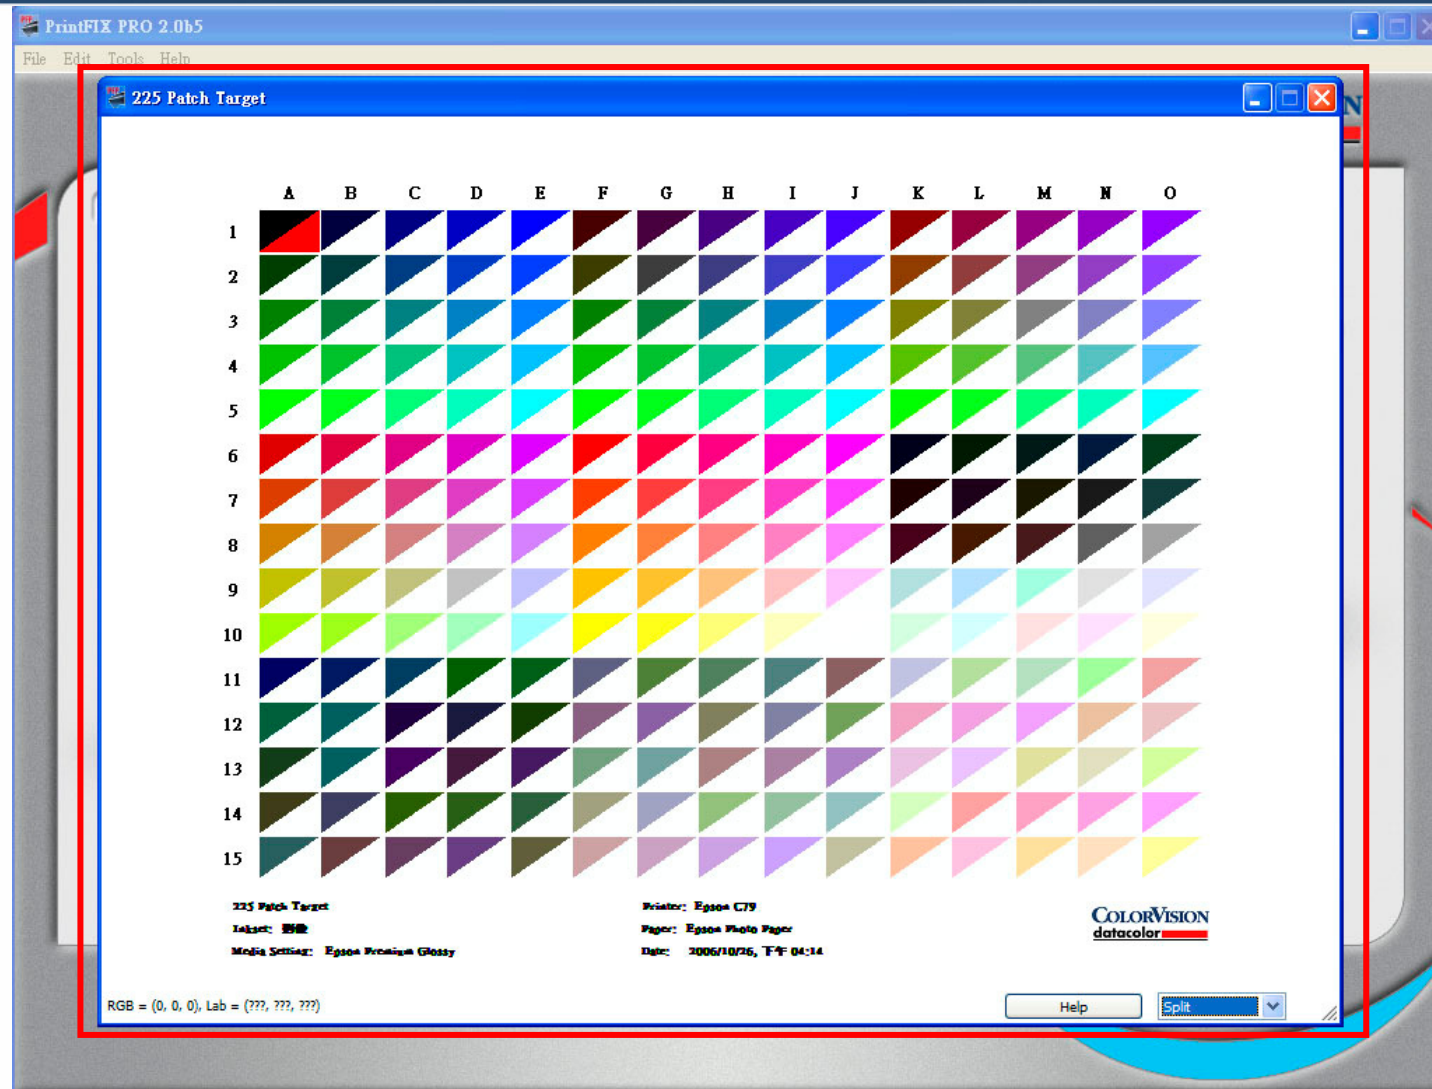 PrintFIX PRO 2.0b5
File Edit Tools Help
225 Patch Target
A B C D E F G H I J K L M N O
1
2
3
4
5
6
7
8
9
10
11
12
13
14
15
225 Patch Target
Inkset:
Media Setting: Epson Premium Glossy
Printer: Epson C79
Paper: Epson Photo Paper
Date: 2006/10/26, 下午 04:14
COLORVISION
datacolor
RGB = (0, 0, 0), Lab = (???, ???, ???)
Help
Split